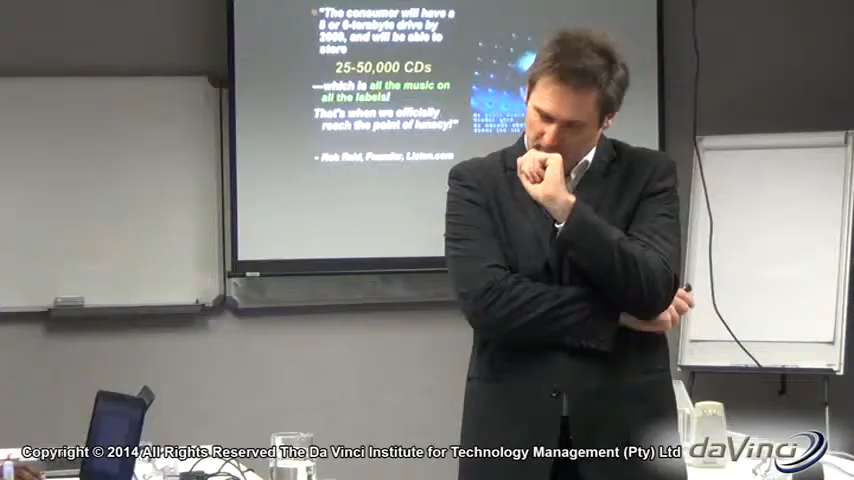 "The consumer will have a
5 or 6-terabyte drive by
2009, and will be able to
store
25-50,000 CDs
—which is all the music on
all the labels!
That's when we officially
reach the point of lunacy!"
- Rob Reid, Founder, Listen.com
Copyright © 2014 All Rights Reserved The Da Vinci Institute for Technology Management (Pty) Ltd
daVinci